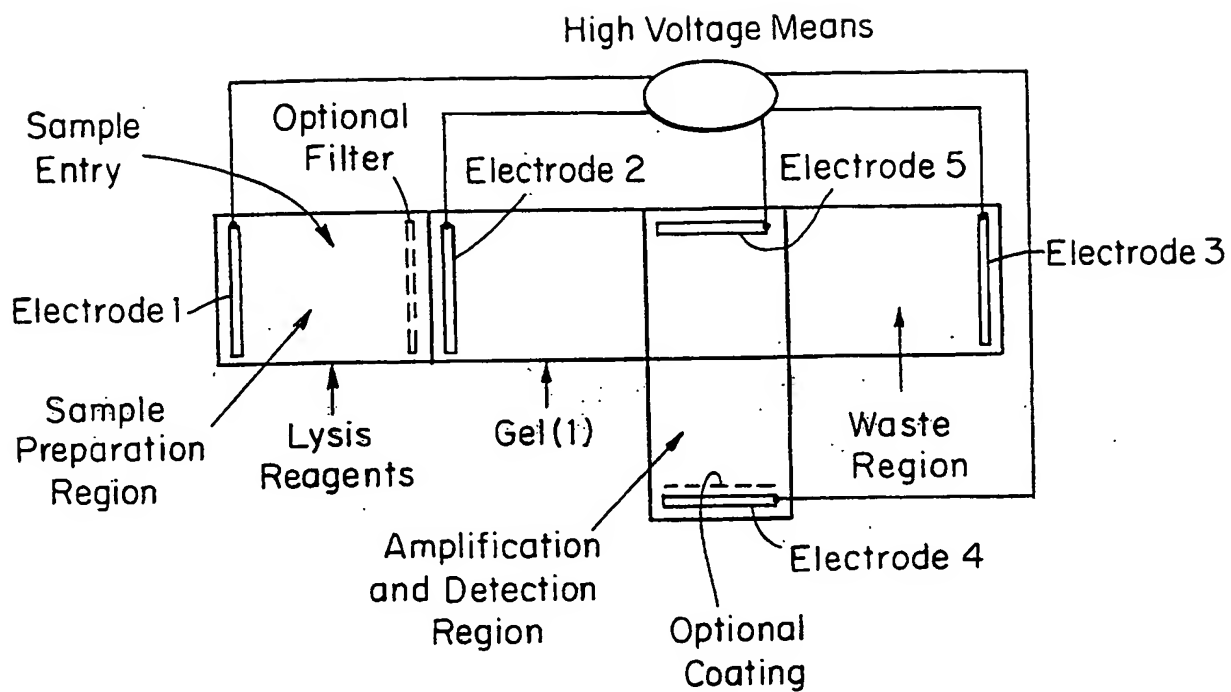 High Voltage Means
Sample
Entry
Optional
Filter
Electrode 2
Electrode 5
Electrode 3
Electrode 1
Sample
Preparation
Region
Lysis
Reagents
Gel (1)
Waste
Region
Amplification
and Detection
Region
Electrode 4
Optional
Coating